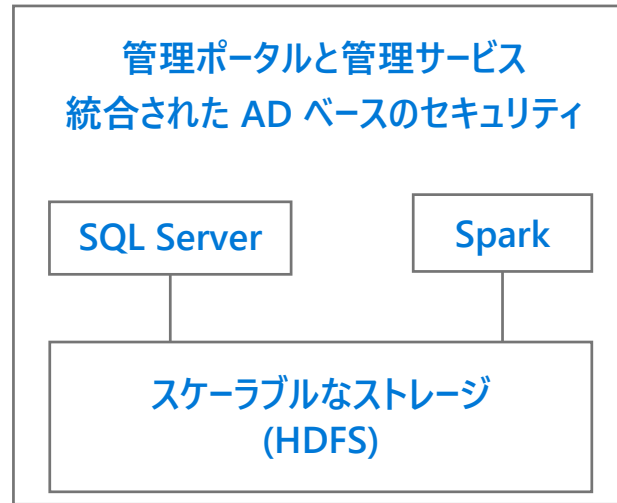 管理ポータルと管理サービス
統合された AD ベースのセキュリティ
SQL Server
Spark
スケーラブルなストレージ
(HDFS)